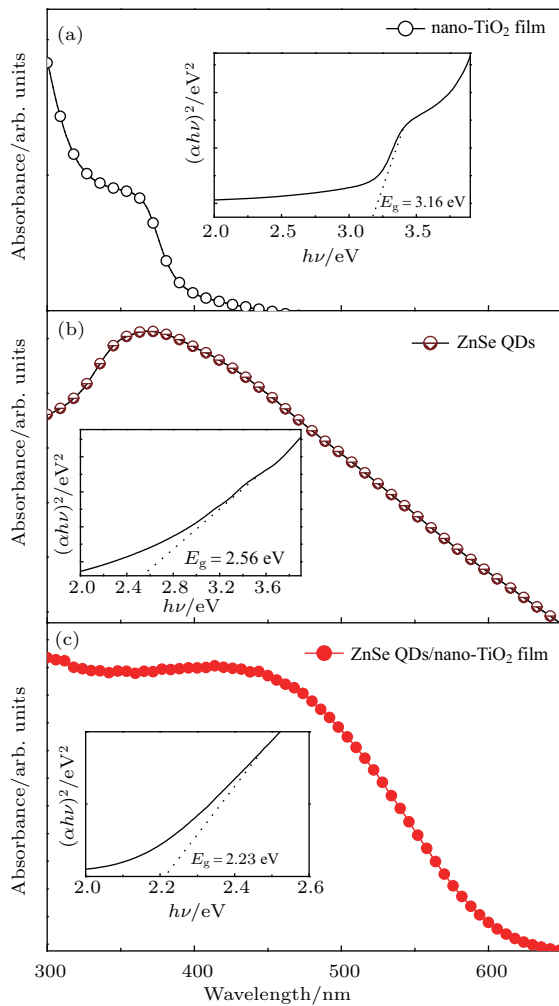 (a)
nano-TiO₂ film
Absorbance/arb. units
(αhν)²/eV²
E_g = 3.16 eV
2.0 2.5 3.0 3.5
hν/eV
(b)
ZnSe QDs
Absorbance/arb. units
(αhν)²/eV²
E_g = 2.56 eV
2.0 2.4 2.8 3.2 3.6
hν/eV
(c)
ZnSe QDs/nano-TiO₂ film
Absorbance/arb. units
(αhν)²/eV²
E_g = 2.23 eV
2.0 2.2 2.4 2.6
hν/eV
300 400 500 600
Wavelength/nm